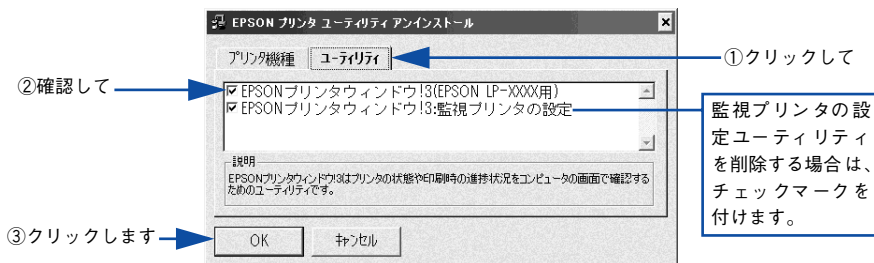 EPSON プリンタ ユーティリティ アンインストール
プリンタ機種 ユーティリティ
①クリックして
②確認して
EPSONプリンタウィンドウ!3(EPSON LP-XXXX用)
EPSONプリンタウィンドウ!3:監視プリンタの設定
監視プリンタの設
定ユーティリティ
を削除する場合は、
チェックマークを
付けます。
説明
EPSONプリンタウィンドウ!3はプリンタの状態や印刷時の進捗状況をコンピュータの画面で確認する
ためのユーティリティです。
③クリックします
OK キャンセル